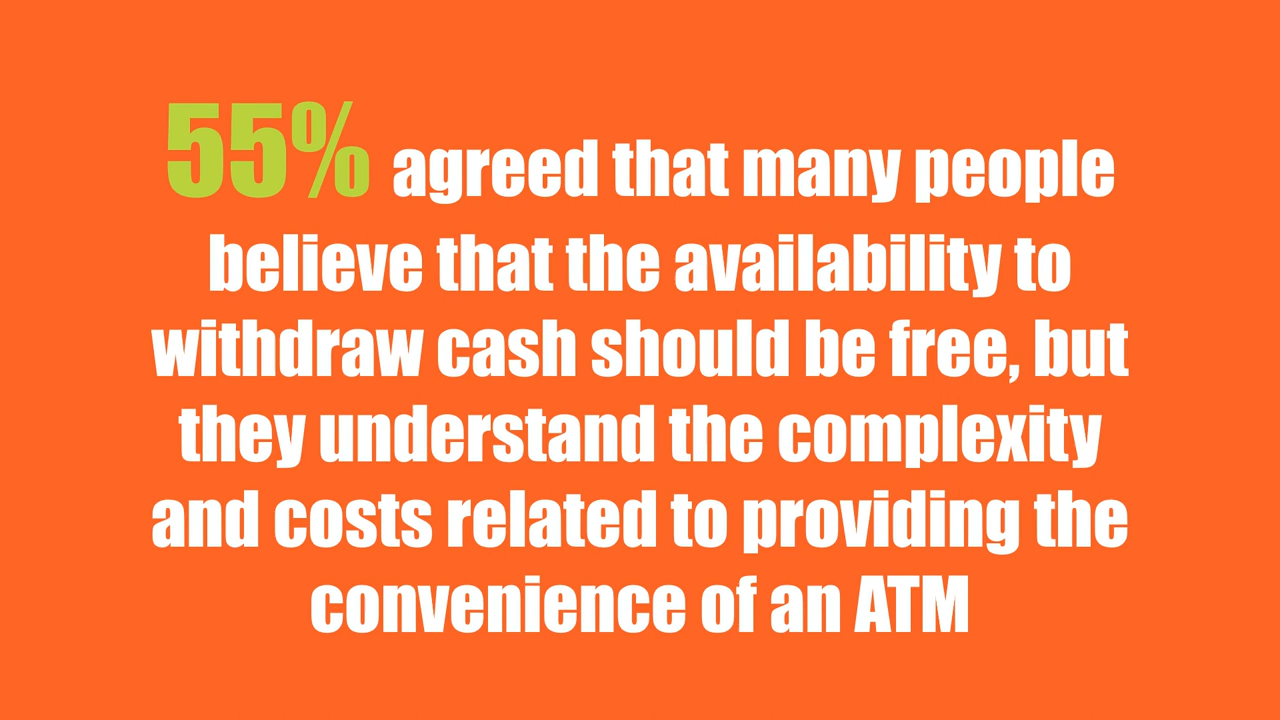 55% agreed that many people
believe that the availability to
withdraw cash should be free, but
they understand the complexity
and costs related to providing the
convenience of an ATM